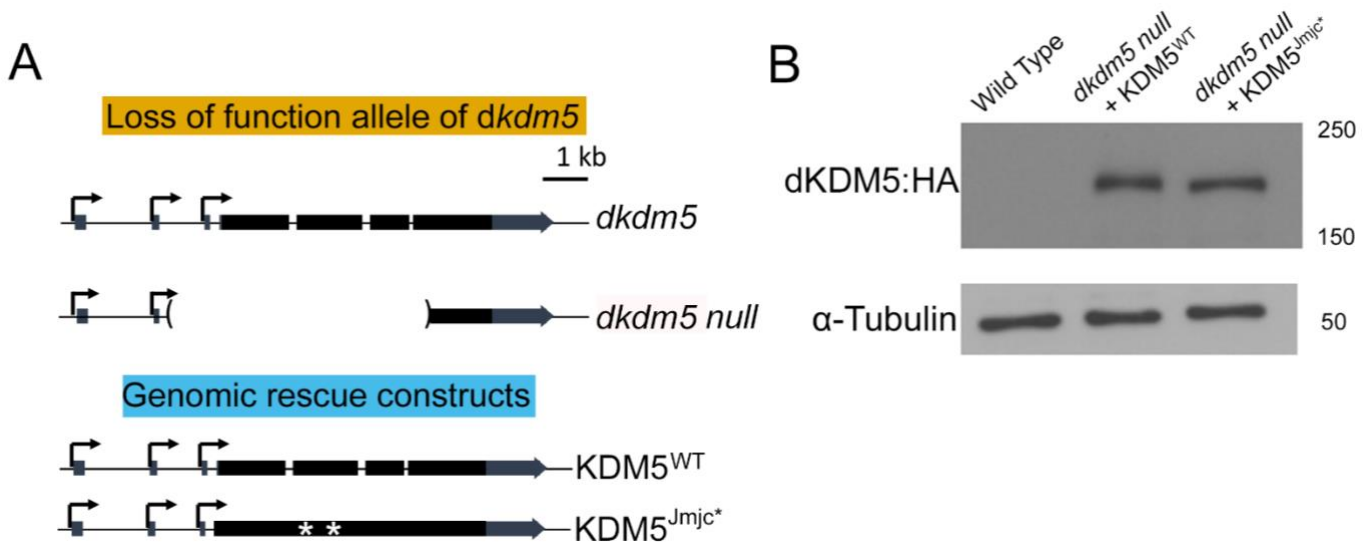 A
Loss of function allele of dkdm5
1 kb
dkdm5
dkdm5 null
Genomic rescue constructs
KDM5WT
* *
KDM5Jmjc*
B
Wild Type
dkdm5 null
+ KDM5WT
dkdm5 null
+ KDM5Jmjc*
dKDM5:HA
250
150
α-Tubulin
50